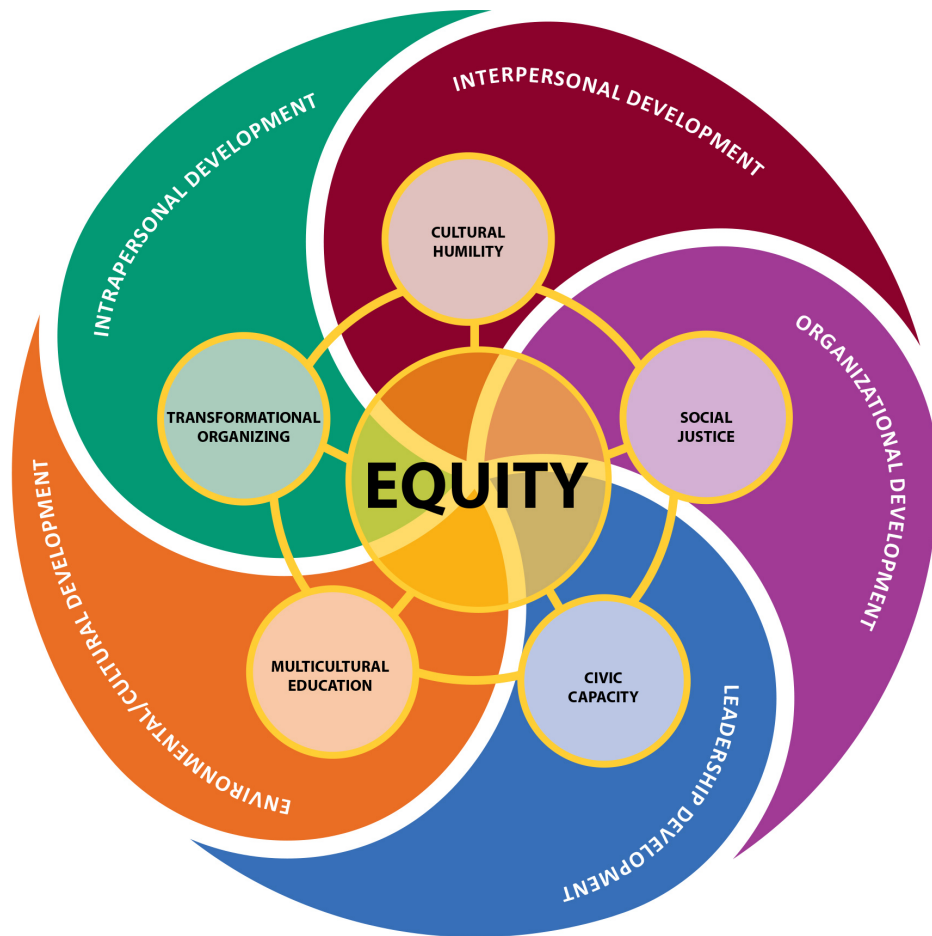 INTERPERSONAL DEVELOPMENT
INTRAPERSONAL DEVELOPMENT
CULTURAL
HUMILITY
ORGANIZATIONAL DEVELOPMENT
TRANSFORMATIONAL
ORGANIZING
SOCIAL
JUSTICE
EQUITY
ENVIRONMENTAL/CULTURAL DEVELOPMENT
MULTICULTURAL
EDUCATION
CIVIC
CAPACITY
LEADERSHIP DEVELOPMENT